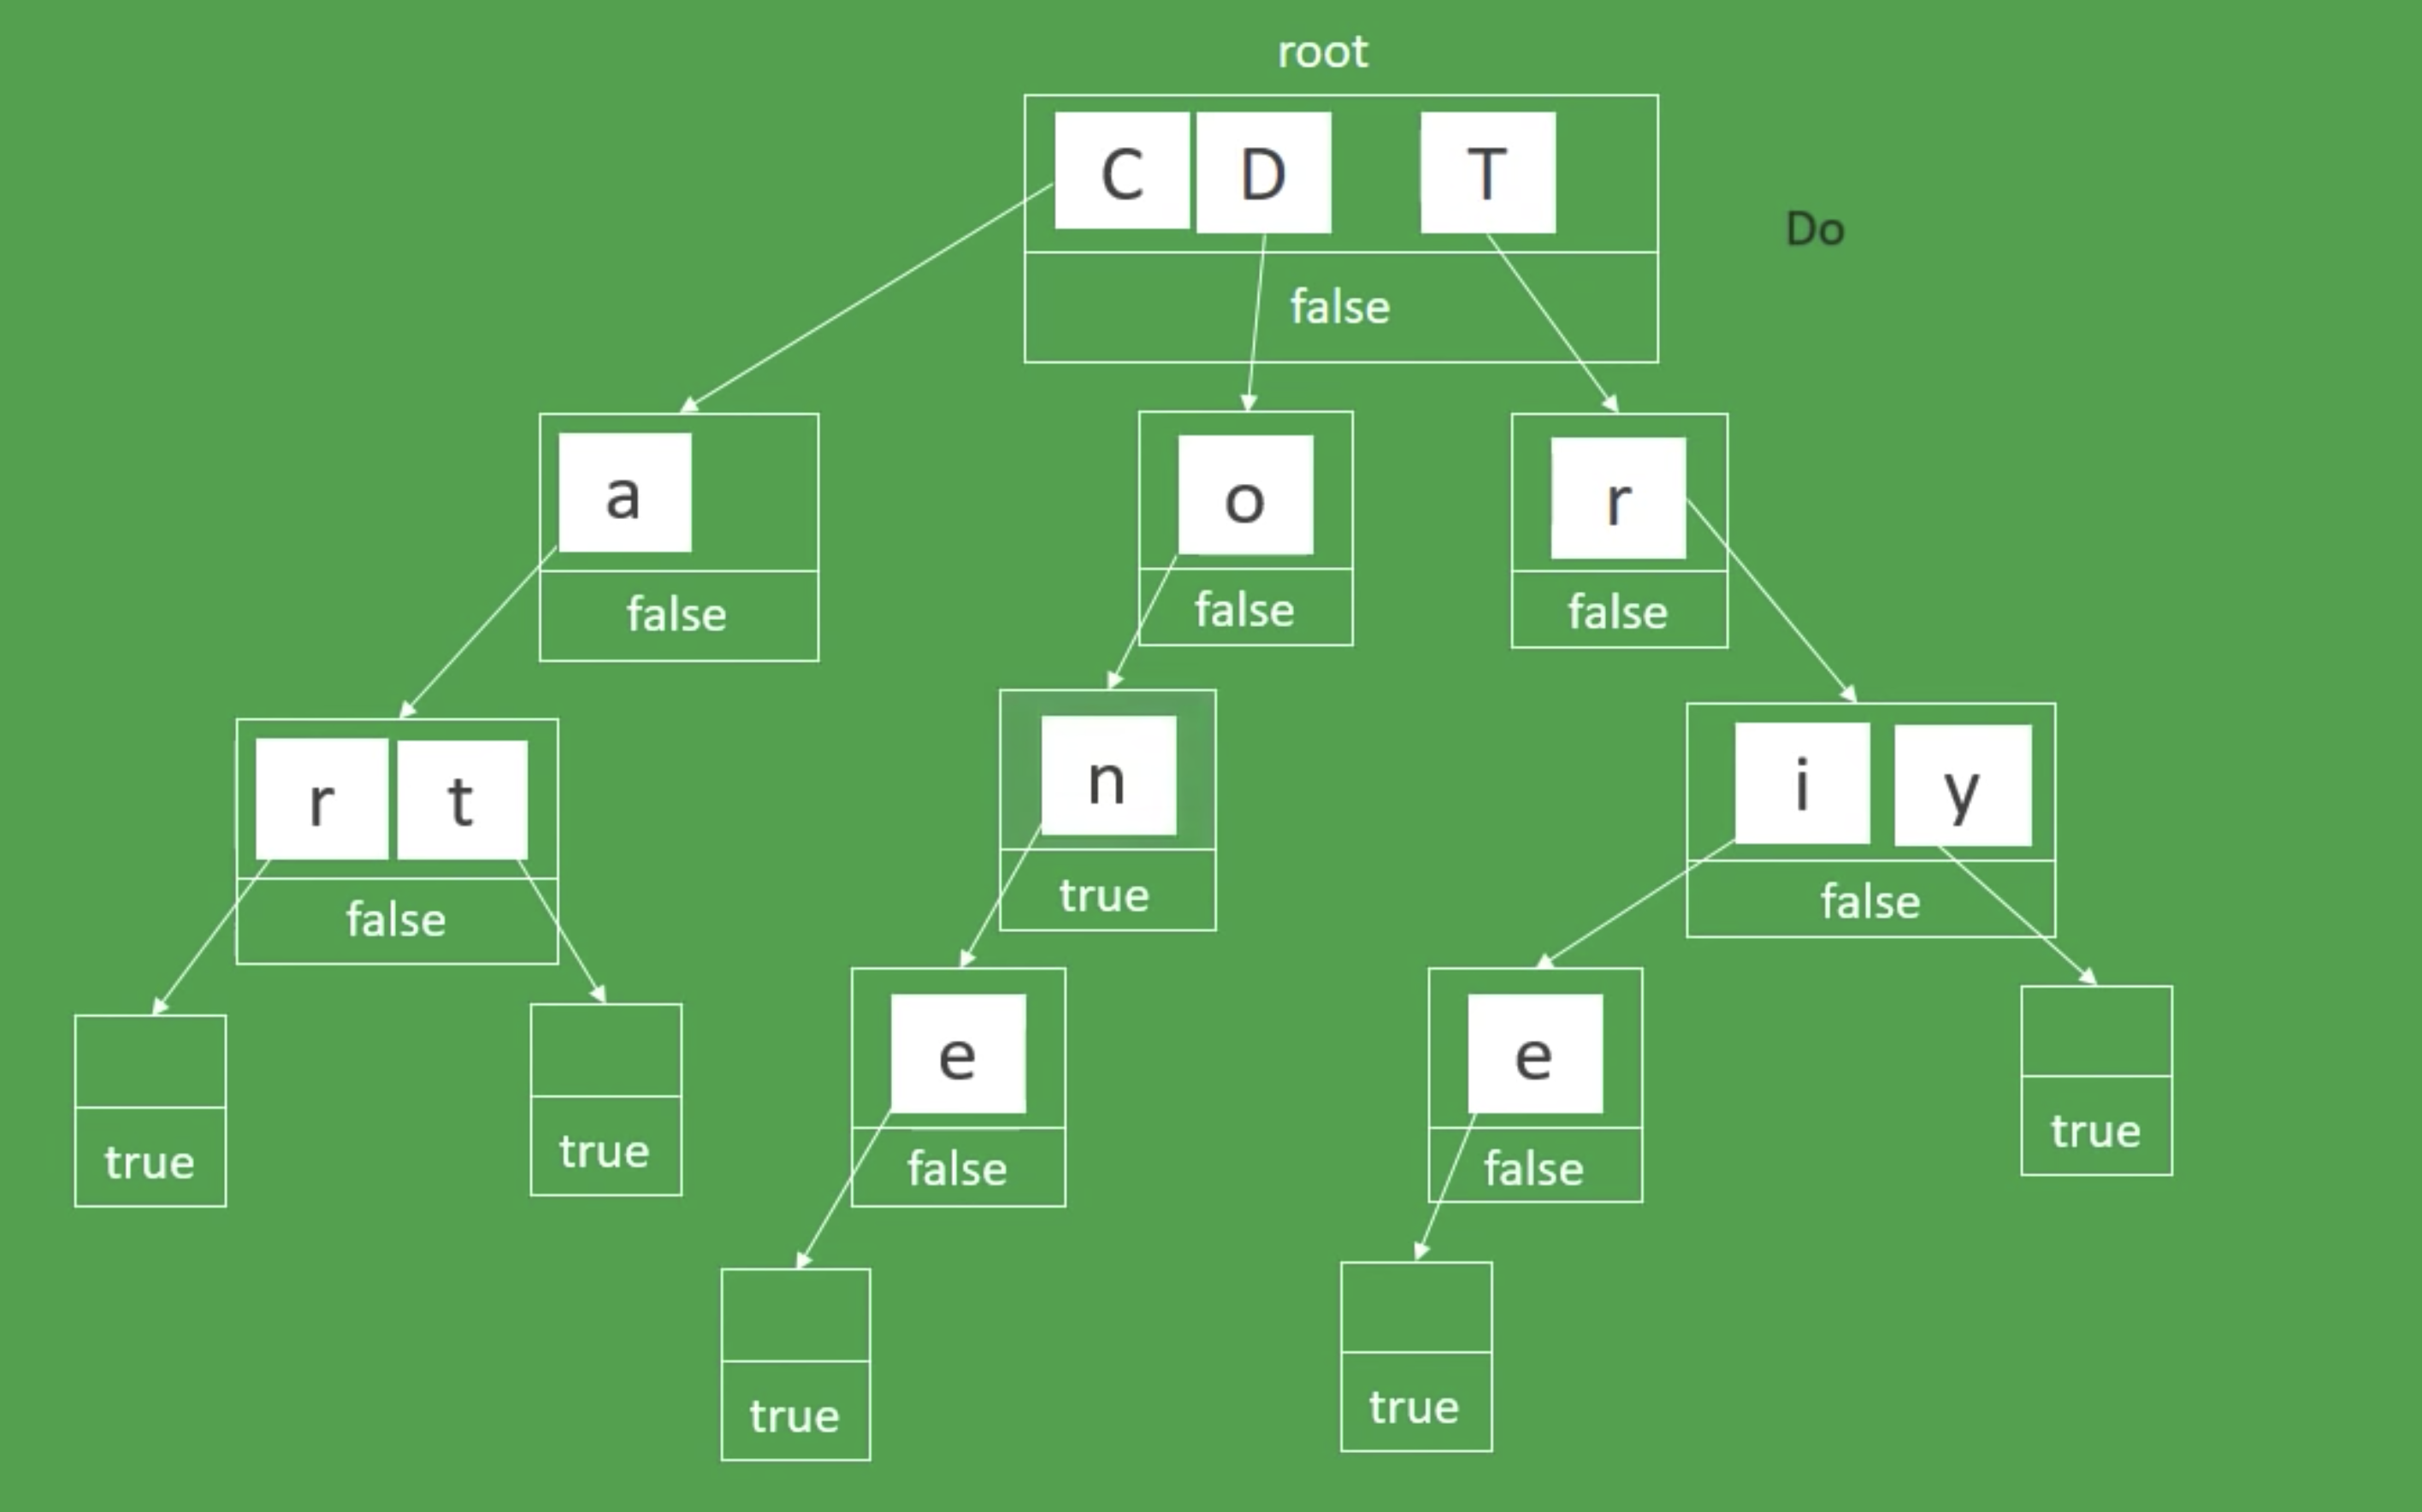 root
C D T
Do
false
a
o
r
false
false
false
r t
n
i y
false
true
false
e
e
true
true
false
false
true
true
true